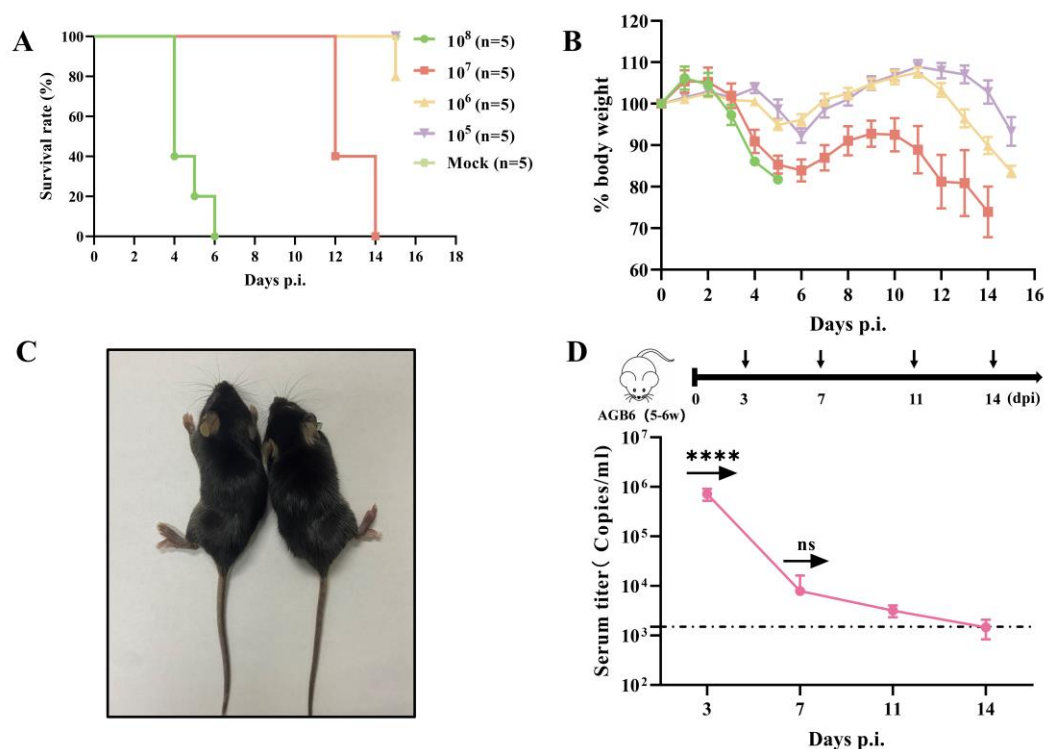 A
Survival rate (%)
100
80
60
40
20
0
0 2 4 6 8 10 12 14 16 18
Days p.i.
10⁸ (n=5)
10⁷ (n=5)
10⁶ (n=5)
10⁵ (n=5)
Mock (n=5)
B
% body weight
120
100
90
80
70
60
0 2 4 6 8 10 12 14 16
Days p.i.
C
D
AGB6 (5-6w)
0 3 7 11 14 (dpi)
Serum titer( Copies/ml)
10⁷
10⁶
10⁵
10⁴
10³
10²
****
ns
3 7 11 14
Days p.i.